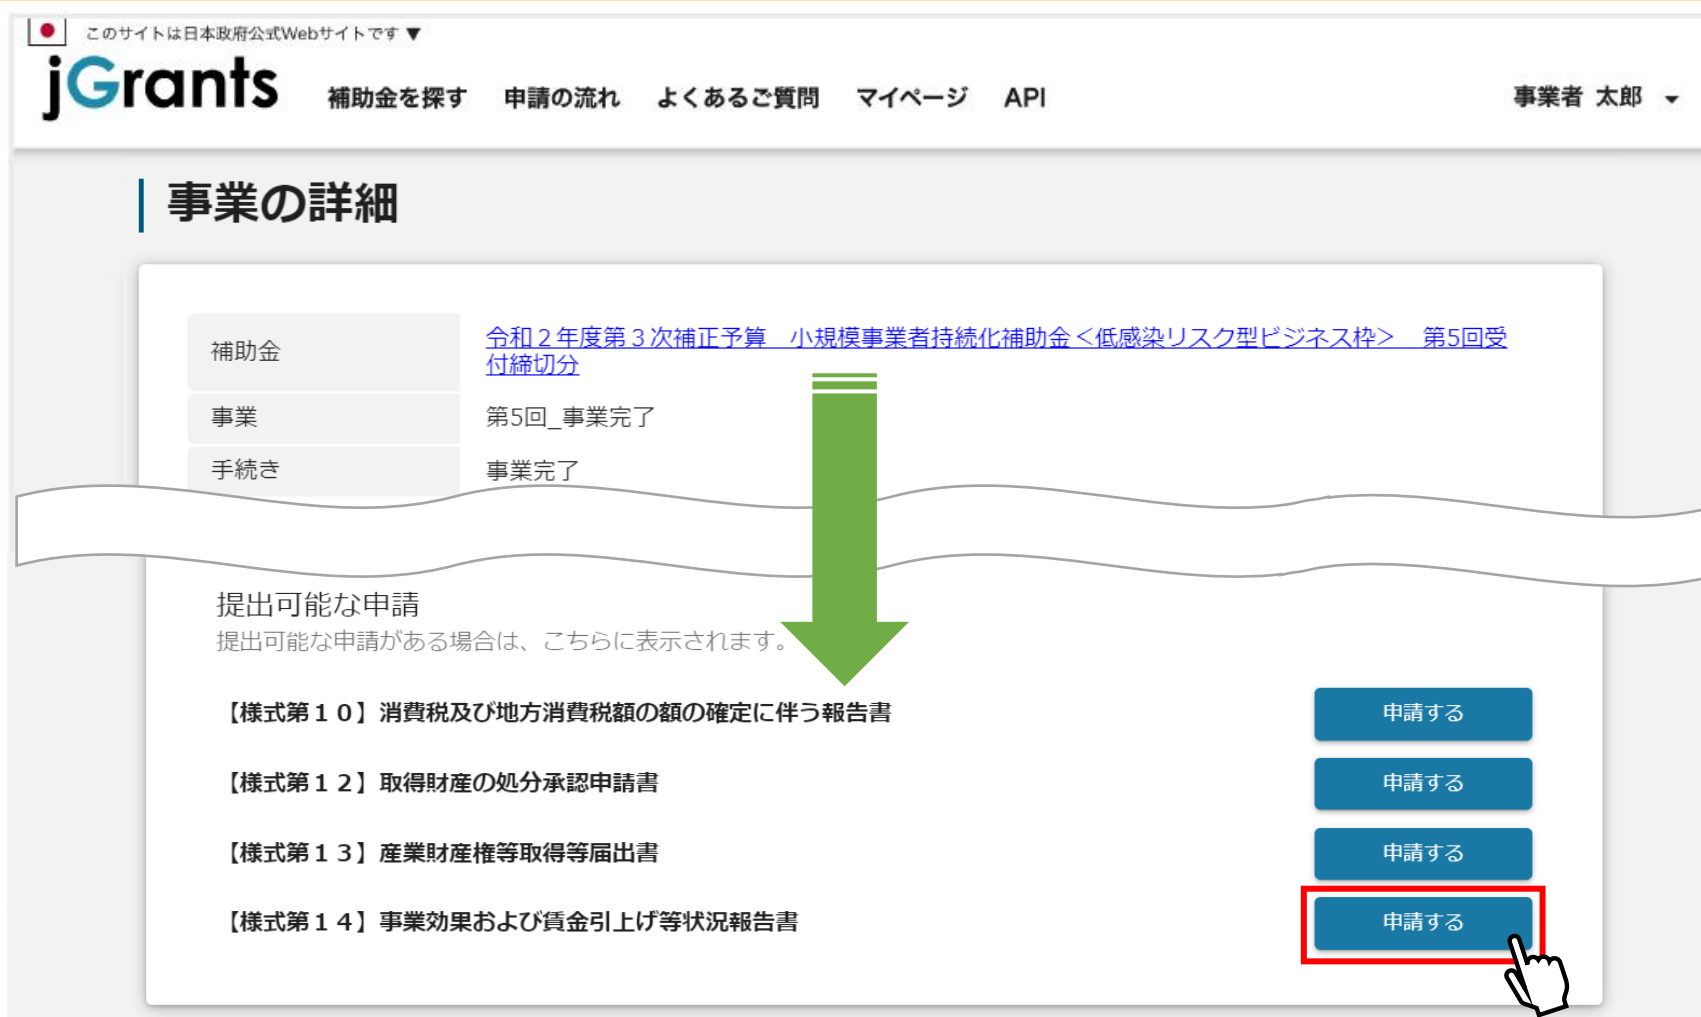 このサイトは日本政府公式Webサイトです ▼
jGrants 補助金を探す 申請の流れ よくあるご質問 マイページ API 事業者 太郎
事業の詳細
補助金 令和２年度第３次補正予算　小規模事業者持続化補助金＜低感染リスク型ビジネス枠＞　第5回受
付締切分
事業 第5回_事業完了
手続き 事業完了
提出可能な申請
提出可能な申請がある場合は、こちらに表示されます。
【様式第１０】消費税及び地方消費税額の額の確定に伴う報告書 申請する
【様式第１２】取得財産の処分承認申請書 申請する
【様式第１３】産業財産権等取得等届出書 申請する
【様式第１４】事業効果および賃金引上げ等状況報告書 申請する